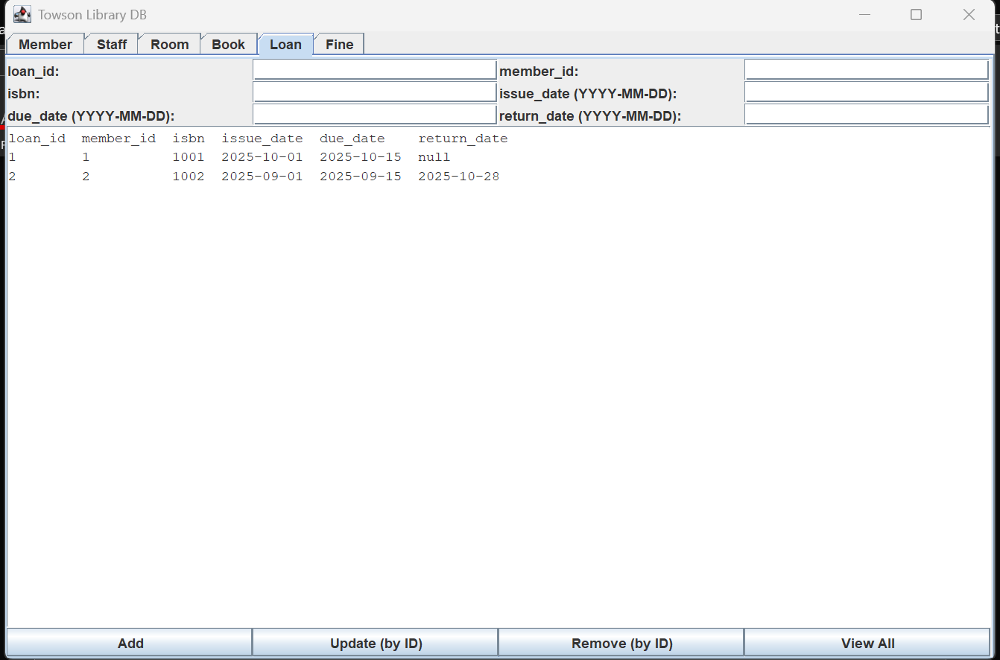 Towson Library DB
Member Staff Room Book Loan Fine
loan_id: member_id:
isbn: issue_date (YYYY-MM-DD):
due_date (YYYY-MM-DD): return_date (YYYY-MM-DD):
loan_id member_id isbn issue_date due_date return_date
1 1 1001 2025-10-01 2025-10-15 null
2 2 1002 2025-09-01 2025-09-15 2025-10-28
Add Update (by ID) Remove (by ID) View All